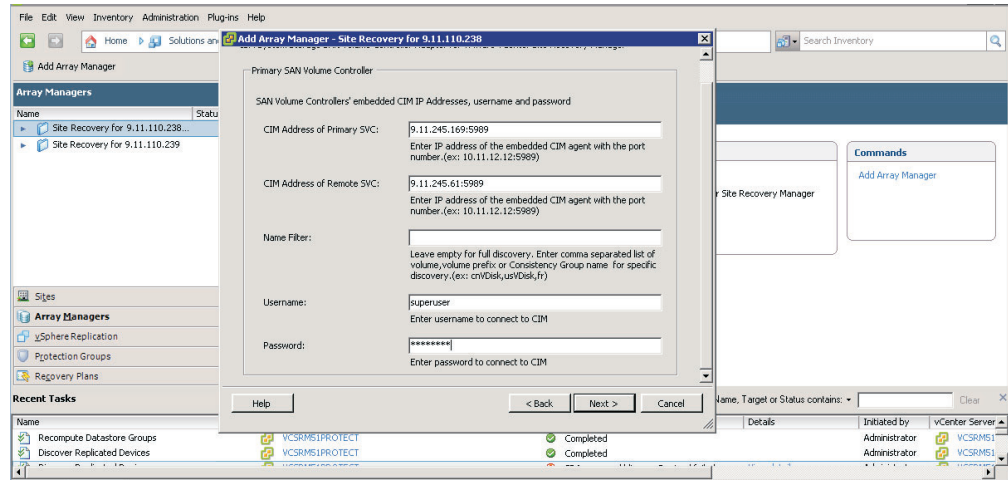 File Edit View Inventory Administration Plug-ins Help
Home
Solutions an
Search Inventory
Add Array Manager
Array Managers
Name Statu
Site Recovery for 9.11.110.238...
Site Recovery for 9.11.110.239
Sites
Array Managers
vSphere Replication
Protection Groups
Recovery Plans
Add Array Manager - Site Recovery for 9.11.110.238
Primary SAN Volume Controller
SAN Volume Controllers' embedded CIM IP Addresses, username and password
CIM Address of Primary SVC: 9.11.245.169:5989
Enter IP address of the embedded CIM agent with the port
number.(ex: 10.11.12.12:5989)
CIM Address of Remote SVC: 9.11.245.61:5989
Enter IP address of the embedded CIM agent with the port
number.(ex: 10.11.12.12:5989)
Name Filter:
Leave empty for full discovery. Enter comma separated list of
volume,volume prefix or Consistency Group name for specific
discovery.(ex: cnVDisk,usVDisk,fr)
Username: superuser
Enter username to connect to CIM
Password: ********
Enter password to connect to CIM
Help < Back Next > Cancel
r Site Recovery Manager
Commands
Add Array Manager
Recent Tasks
Name, Target or Status contains: Clear
Name Details Initiated by vCenter Server
Recompute Datastore Groups VCSRM51PROTECT Completed Administrator VCSRM51
Discover Replicated Devices VCSRM51PROTECT Completed Administrator VCSRM51